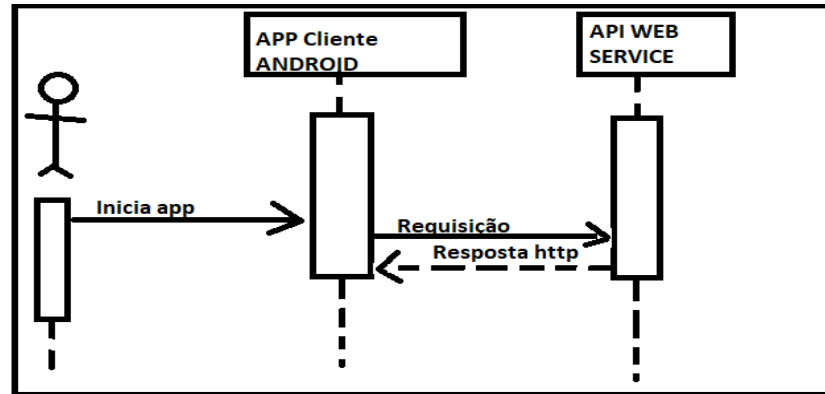 APP Cliente
ANDROID
API WEB
SERVICE
Inicia app
Requisição
Resposta http